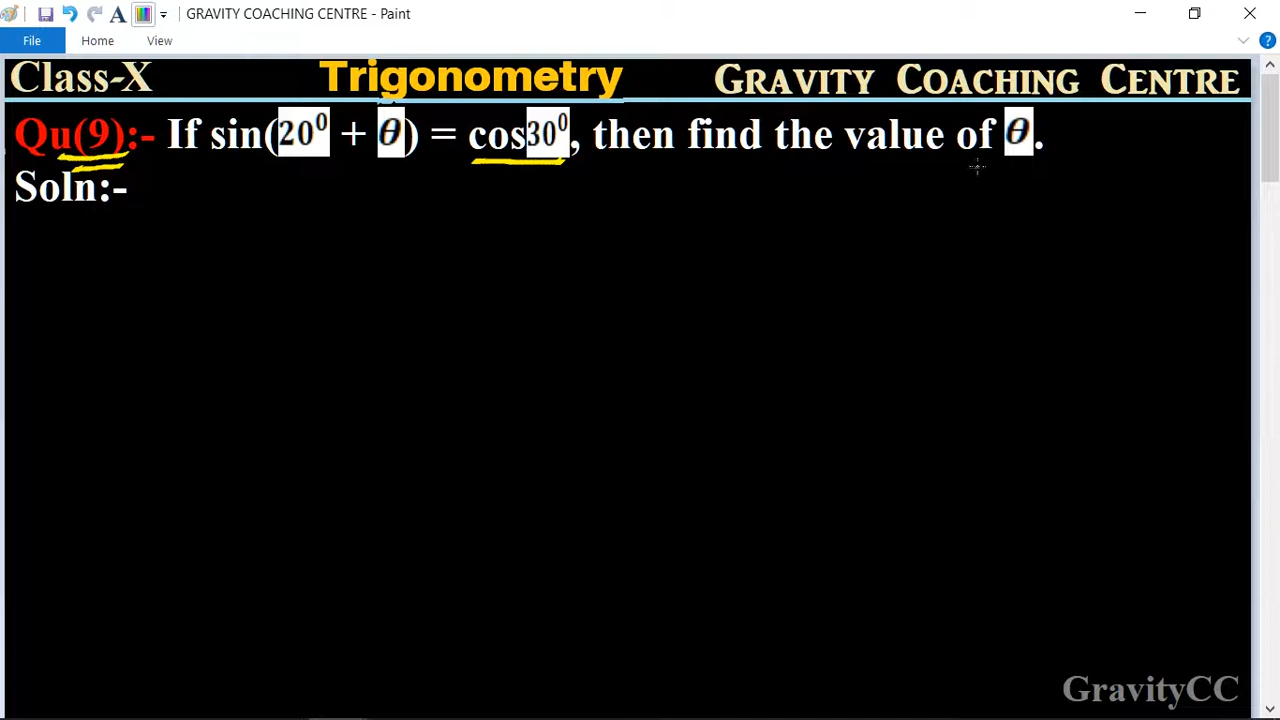 GRAVITY COACHING CENTRE - Paint
File Home View
Class-X Trigonometry GRAVITY COACHING CENTRE
Qu(9):- If sin(20⁰ + θ) = cos30⁰, then find the value of θ.
Soln:-
GravityCC